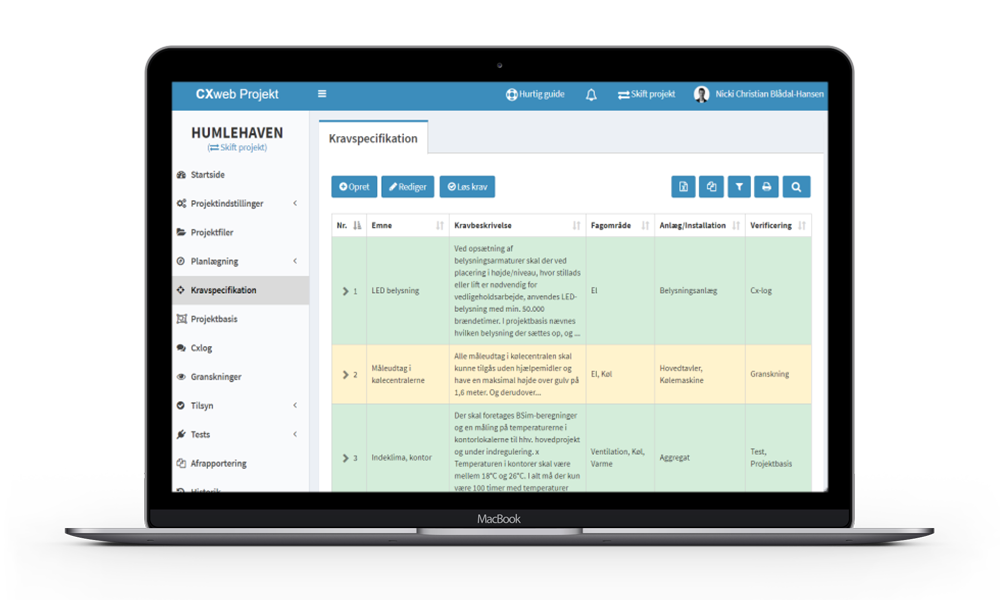 CXweb Projekt
Hurtig guide
Skift projekt
Nicki Christian Blådal-Hansen
HUMLEHAVEN
(Skift projekt)
Startside
Projektindstillinger
Projektfiler
Planlægning
Kravspecifikation
Projektbasis
Cxlog
Granskninger
Tilsyn
Tests
Afrapportering
Historik
Kravspecifikation
Opret
Rediger
Løs krav
Nr. Emne Kravbeskrivelse Fagområde Anlæg/Installation Verificering
1
LED belysning
Ved opsætning af
belysningsarmaturer skal der ved
placering i højde/niveau, hvor stillads
eller lift er nødvendig for
vedligeholdsarbejde, anvendes LED-
belysning med min. 50.000
brændetimer. I projektbasis nævnes
hvilken belysning der sættes op, og ...
El
Belysningsanlæg
Cx-log
2
Måleudtag i
kølecentralerne
Alle måleudtag i kølecentralen skal
kunne tilgås uden hjælpemidler og
have en maksimal højde over gulv på
1,6 meter. Og derudover...
El, Køl
Hovedtavler,
Kølemaskine
Granskning
3
Indeklima, kontor
Der skal foretages BSim-beregninger
og en måling på temperaturerne i
kontorlokalerne til hhv. hovedprojekt
og under indregulering. x
Temperaturen i kontorer skal være
mellem 18°C og 26°C. I alt må der kun
være 100 timer med temperaturer
Ventilation, Køl,
Varme
Aggregat
Test,
Projektbasis
MacBook